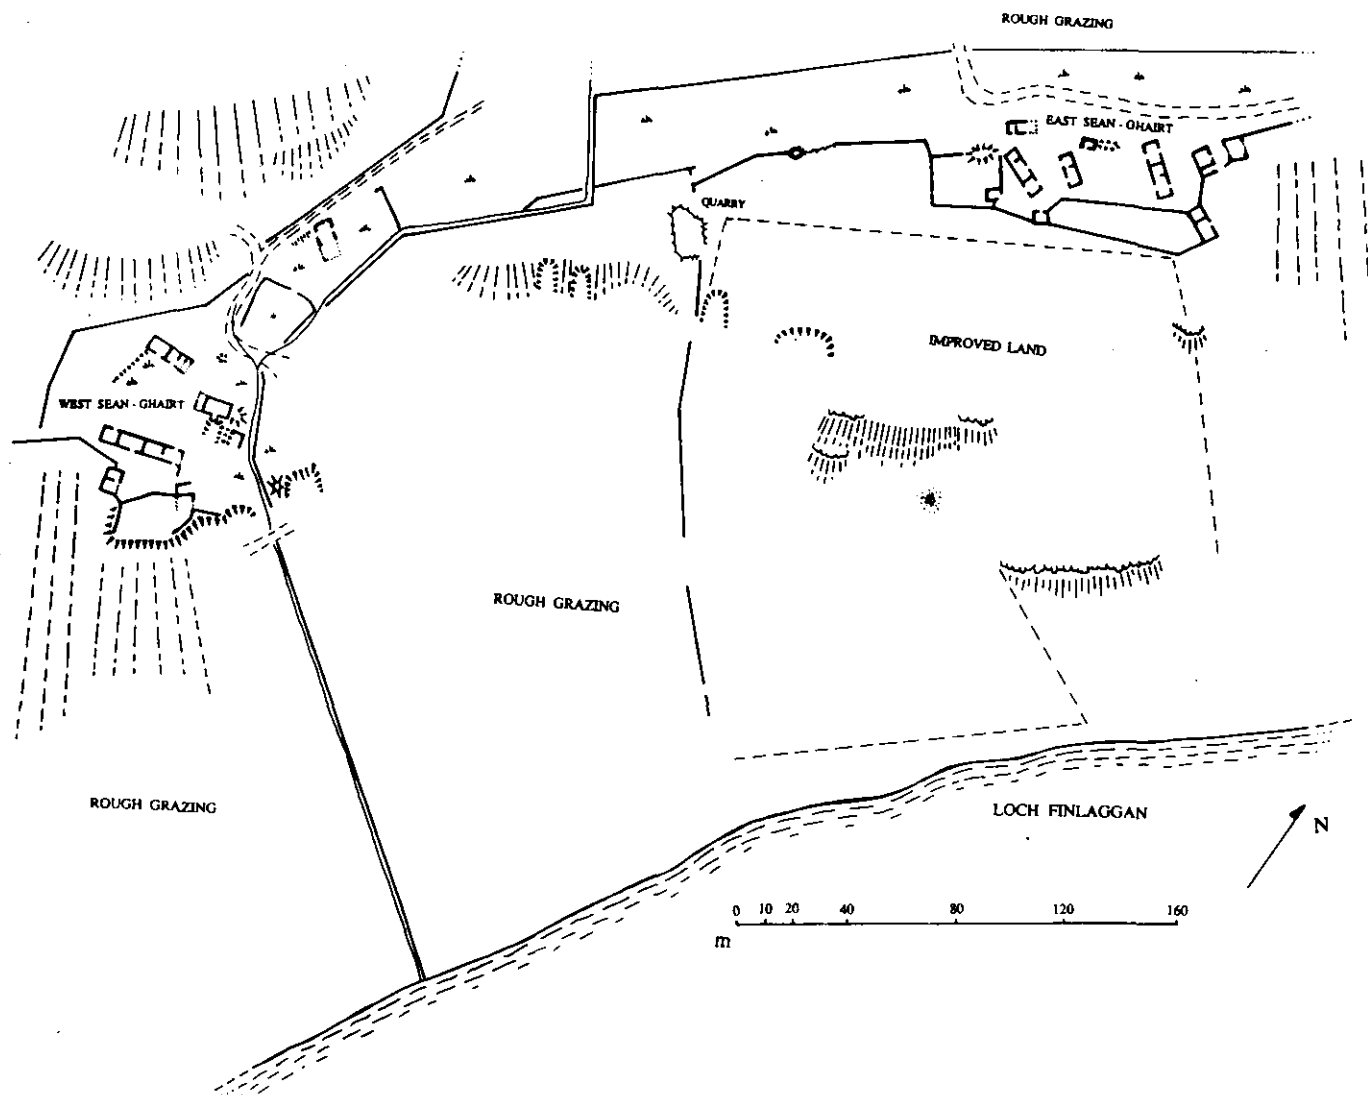 ROUGH GRAZING
EAST SEAN - GHAIRT
QUARRY
IMPROVED LAND
WEST SEAN - GHAIRT
ROUGH GRAZING
ROUGH GRAZING
LOCH FINLAGGAN
N
0 10 20 40 80 120 160
m